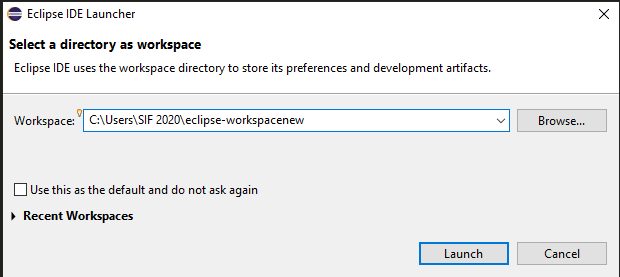 Eclipse IDE Launcher
Select a directory as workspace
Eclipse IDE uses the workspace directory to store its preferences and development artifacts.
Workspace: C:\Users\SIF 2020\eclipse-workspacenew Browse...
Use this as the default and do not ask again
Recent Workspaces
Launch Cancel